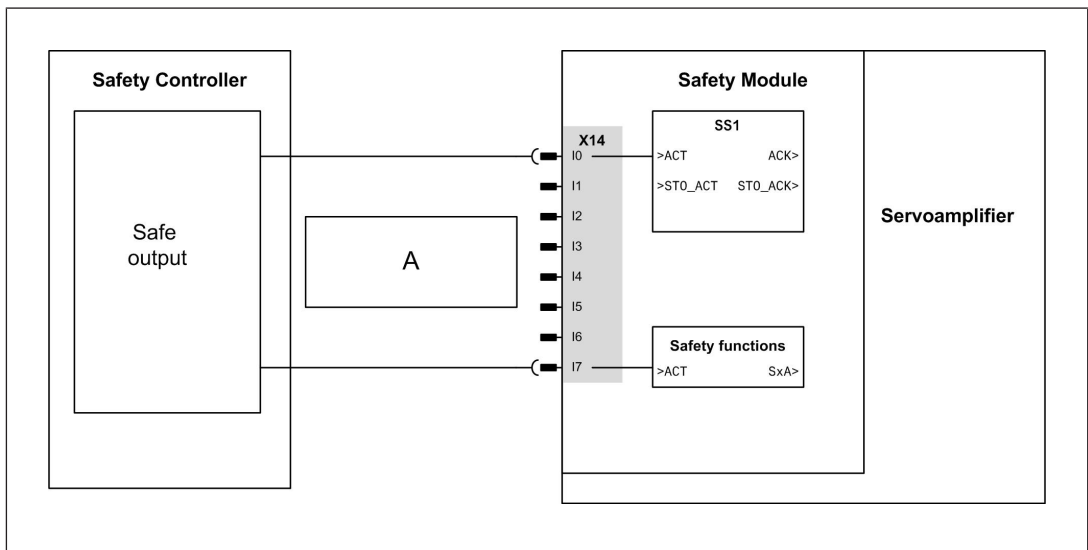 Safety Controller
Safe
output
A
Safety Module
X14
I0
I1
I2
I3
I4
I5
I6
I7
SS1
>ACT ACK>
>STO_ACT STO_ACK>
Safety functions
>ACT SxA>
Servoamplifier